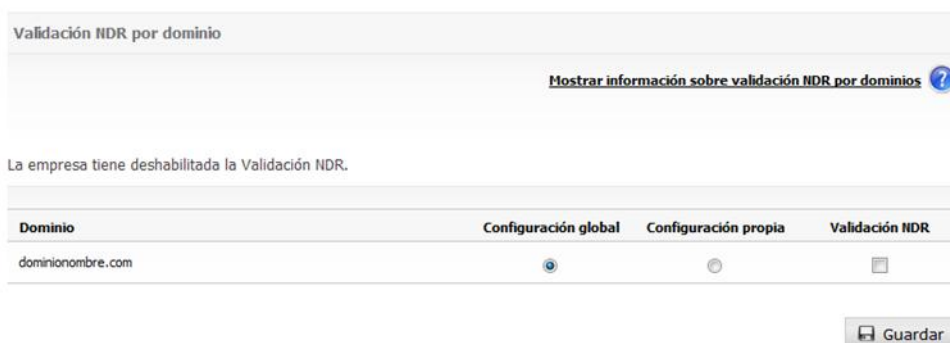 Validación NDR por dominio
Mostrar información sobre validación NDR por dominios ?
La empresa tiene deshabilitada la Validación NDR.
Dominio Configuración global Configuración propia Validación NDR
dominionombre.com
Guardar